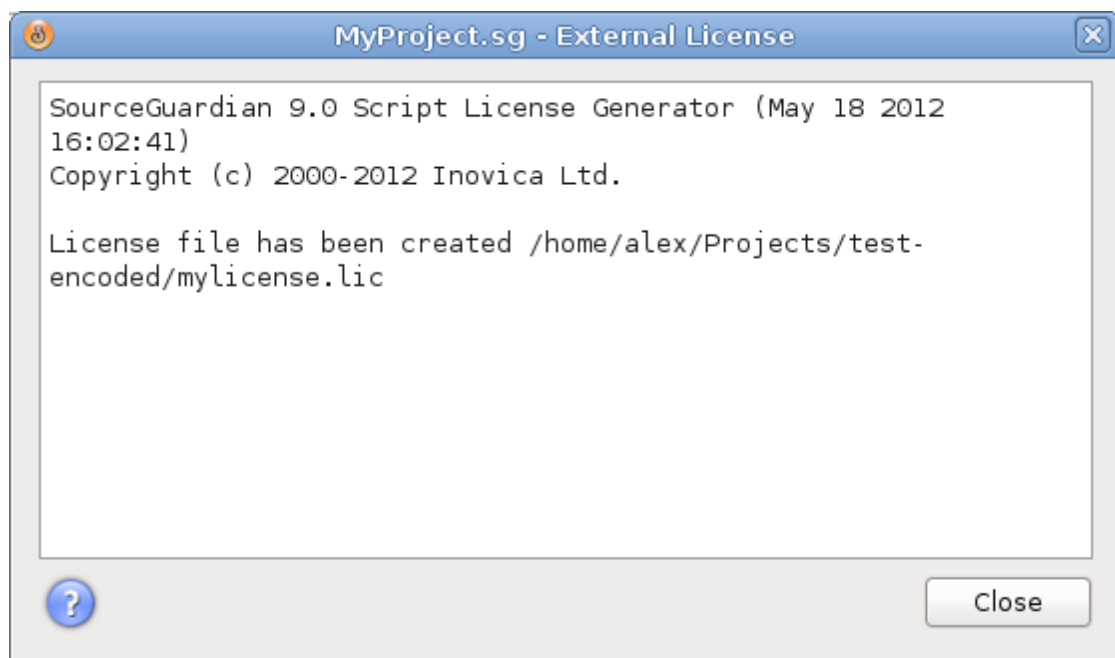 MyProject.sg - External License
SourceGuardian 9.0 Script License Generator (May 18 2012
16:02:41)
Copyright (c) 2000-2012 Inovica Ltd.
License file has been created /home/alex/Projects/test-
encoded/mylicense.lic
?
Close